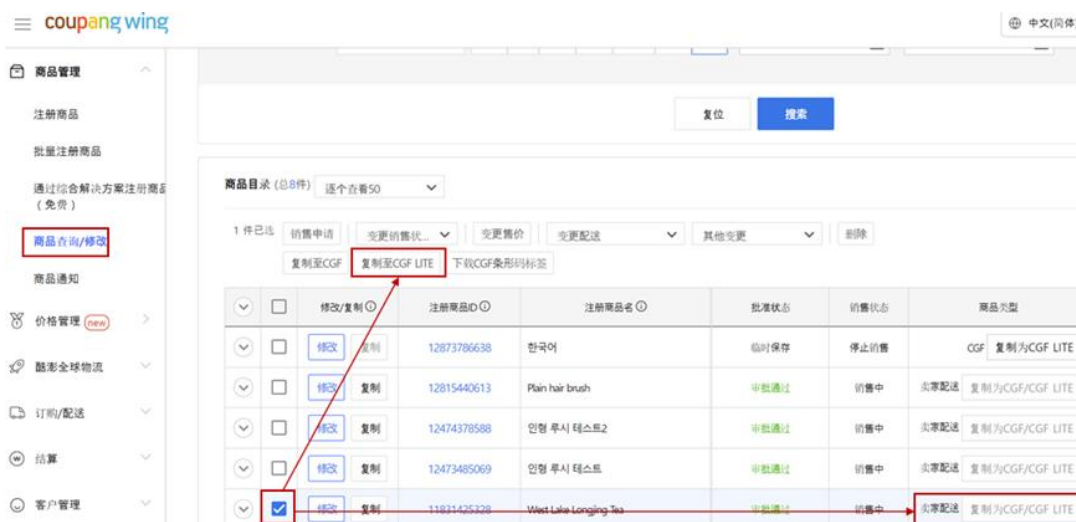 coupang wing
中文(简体)
商品管理
注册商品
批量注册商品
通过综合解决方案注册商品
(免费)
商品查询/修改
商品通知
价格管理 new
酷澎全球物流
订购/配送
结算
客户管理
复位 搜索
商品目录 (总8件) 逐个查看50
1 件已选 销售申请 变更销售状... 变更售价 变更配送 其他变更 删除
复制至CGF 复制至CGF LITE 下载CGF条形码标签
修改/复制 注册商品ID 注册商品名 批准状态 销售状态 商品类型
修改 复制 12873786638 한국어 临时保存 停止销售 CGF 复制为CGF LITE
修改 复制 12815440613 Plain hair brush 审批通过 销售中 卖家配送 复制为CGF/CGF LITE
修改 复制 12474378588 인형 루시 테스트2 审批通过 销售中 卖家配送 复制为CGF/CGF LITE
修改 复制 12473485069 인형 루시 테스트 审批通过 销售中 卖家配送 复制为CGF/CGF LITE
修改 复制 11831425328 West Lake Longjing Tea 审批通过 销售中 卖家配送 复制为CGF/CGF LITE